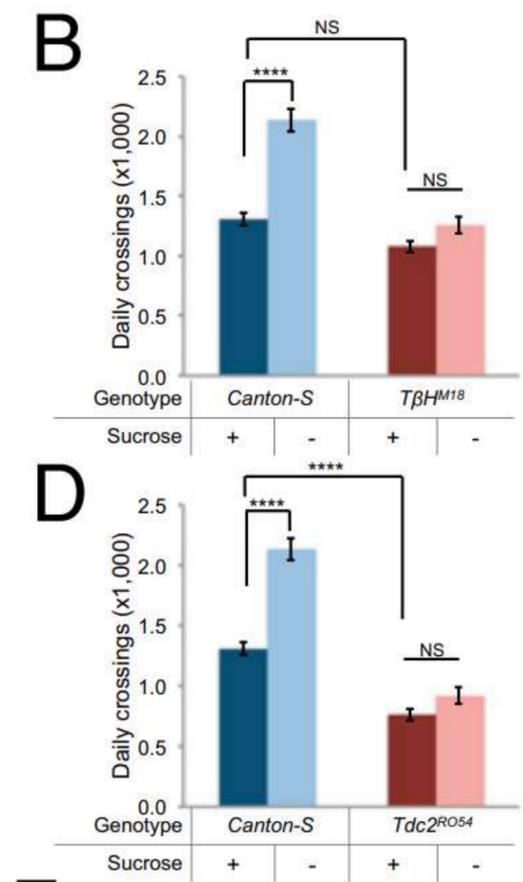 B
NS
****
NS
Daily crossings (x1,000)
2.5
2.0
1.5
1.0
0.5
0.0
Genotype Canton-S TβH^M18
Sucrose + - + -
D
****
****
NS
Daily crossings (x1,000)
2.5
2.0
1.5
1.0
0.5
0.0
Genotype Canton-S Tdc2^RO54
Sucrose + - + -